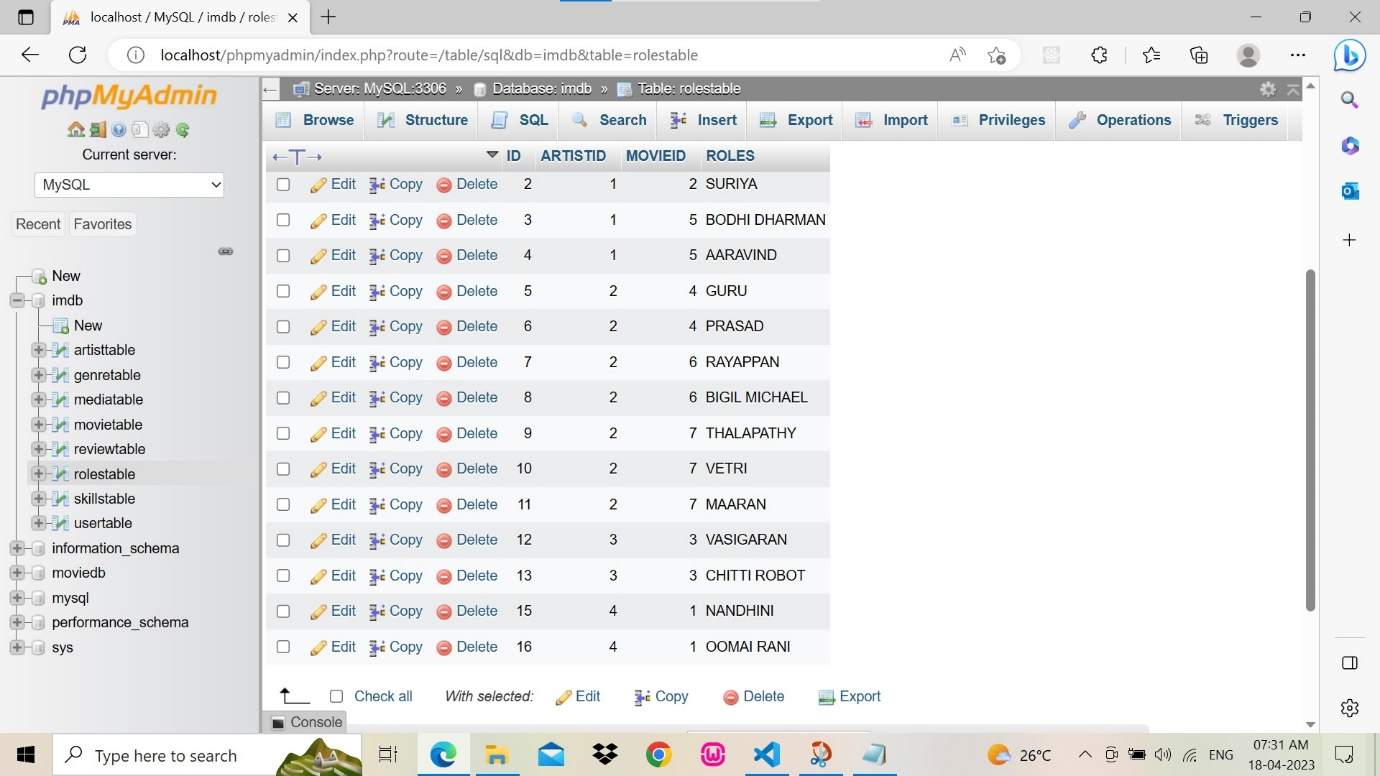 localhost / MySQL / imdb / roles
localhost/phpmyadmin/index.php?route=/table/sql&db=imdb&table=rolestable
phpMyAdmin
Current server:
MySQL
Recent Favorites
New
imdb
New
artisttable
genretable
mediatable
movietable
reviewtable
rolestable
skillstable
usertable
information_schema
moviedb
mysql
performance_schema
sys
Server: MySQL:3306 » Database: imdb » Table: rolestable
Browse Structure SQL Search Insert Export Import Privileges Operations Triggers
ID ARTISTID MOVIEID ROLES
Edit Copy Delete 2 1 2 SURIYA
Edit Copy Delete 3 1 5 BODHI DHARMAN
Edit Copy Delete 4 1 5 AARAVIND
Edit Copy Delete 5 2 4 GURU
Edit Copy Delete 6 2 4 PRASAD
Edit Copy Delete 7 2 6 RAYAPPAN
Edit Copy Delete 8 2 6 BIGIL MICHAEL
Edit Copy Delete 9 2 7 THALAPATHY
Edit Copy Delete 10 2 7 VETRI
Edit Copy Delete 11 2 7 MAARAN
Edit Copy Delete 12 3 3 VASIGARAN
Edit Copy Delete 13 3 3 CHITTI ROBOT
Edit Copy Delete 15 4 1 NANDHINI
Edit Copy Delete 16 4 1 OOMAI RANI
Check all With selected: Edit Copy Delete Export
Console
Type here to search
26°C
ENG
07:31 AM
18-04-2023